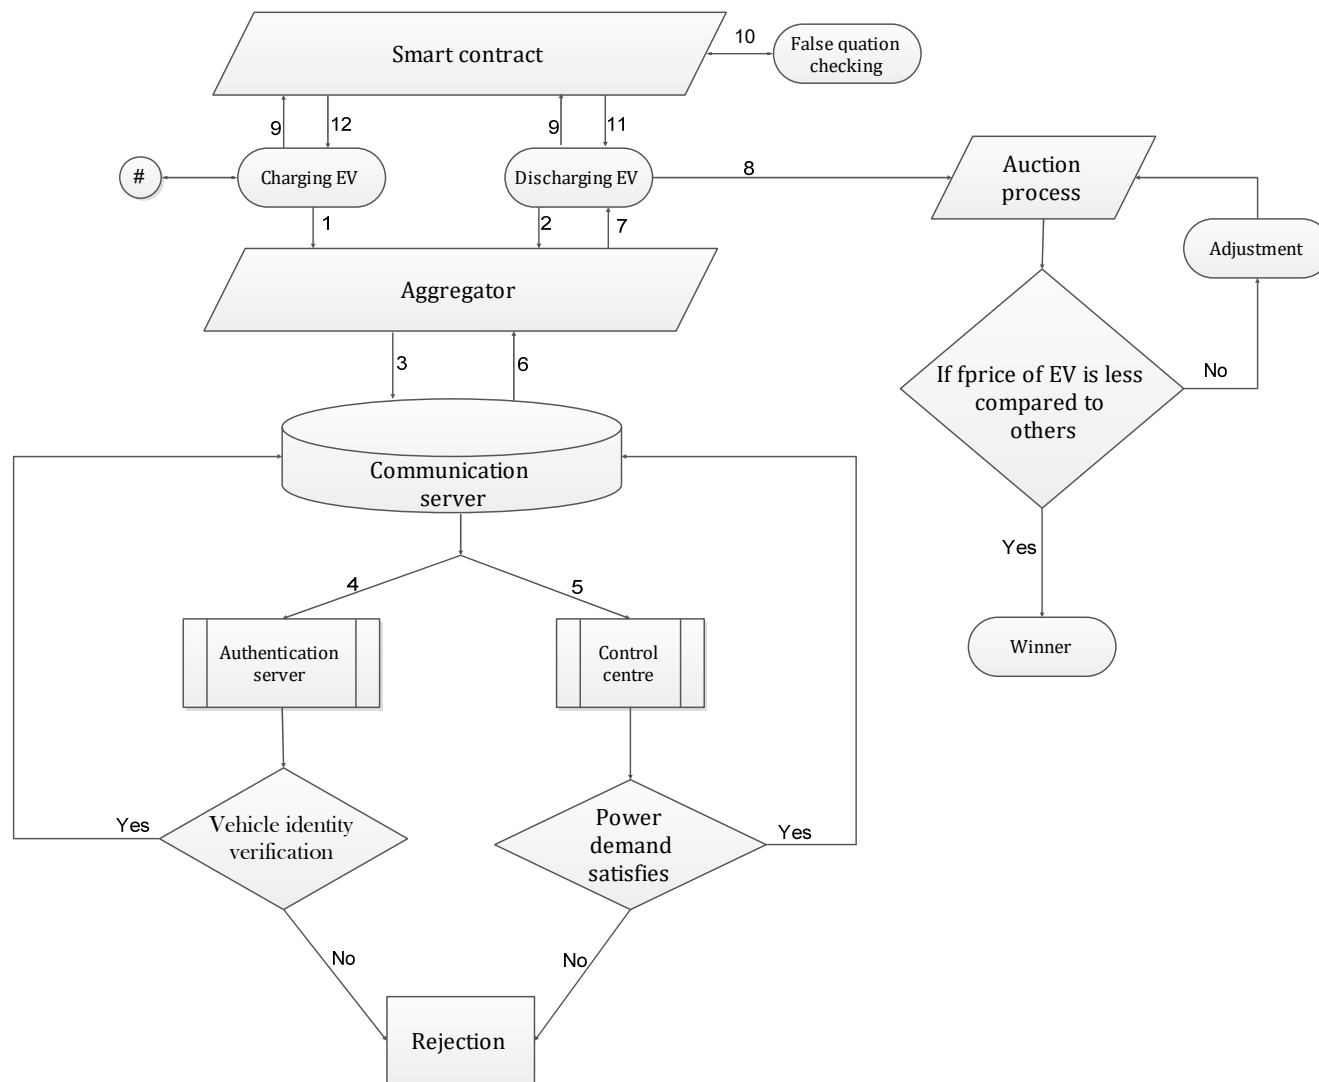 Smart contract
10
False quation
checking
9
12
9
11
#
Charging EV
Discharging EV
8
Auction
process
1
2
7
Adjustment
Aggregator
3
6
If fprice of EV is less
compared to
others
No
Communication
server
Yes
4
5
Authentication
server
Control
centre
Winner
Yes
Vehicle identity
verification
Power
demand
satisfies
Yes
No
No
Rejection